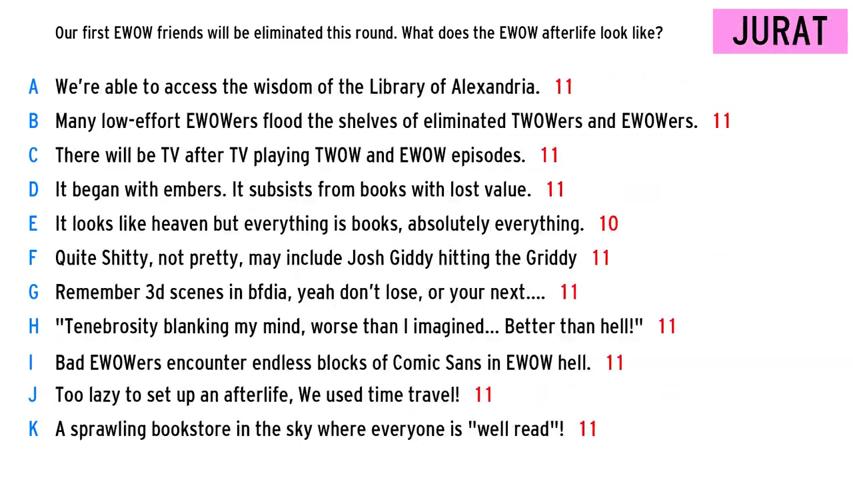 Our first EWOW friends will be eliminated this round. What does the EWOW afterlife look like?
JURAT
A We're able to access the wisdom of the Library of Alexandria. 11
B Many low-effort EWOWers flood the shelves of eliminated TWOWers and EWOWers. 11
C There will be TV after TV playing TWOW and EWOW episodes. 11
D It began with embers. It subsists from books with lost value. 11
E It looks like heaven but everything is books, absolutely everything. 10
F Quite Shitty, not pretty, may include Josh Giddy hitting the Griddy 11
G Remember 3d scenes in bfdia, yeah don't lose, or your next.... 11
H "Tenebrosity blanking my mind, worse than I imagined... Better than hell!" 11
I Bad EWOWers encounter endless blocks of Comic Sans in EWOW hell. 11
J Too lazy to set up an afterlife, We used time travel! 11
K A sprawling bookstore in the sky where everyone is "well read"! 11